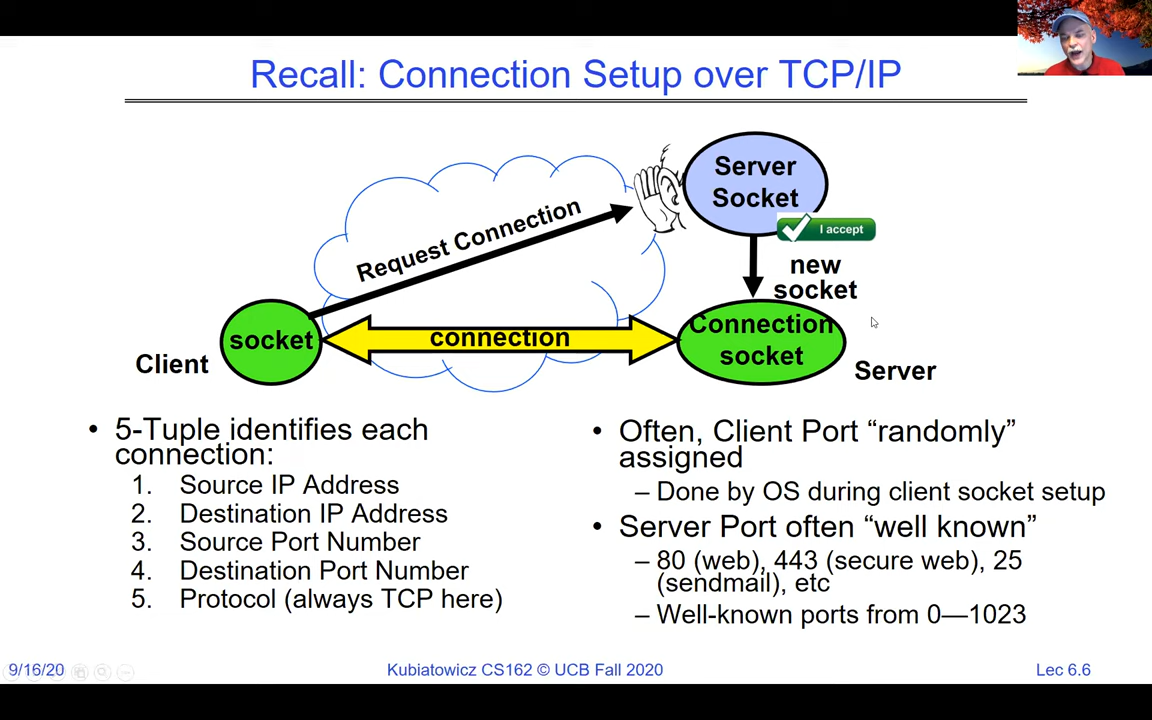 Recall: Connection Setup over TCP/IP
Server
Socket
I accept
Request Connection
new
socket
socket
connection
Connection
socket
Client
Server
• 5-Tuple identifies each
connection:
1. Source IP Address
2. Destination IP Address
3. Source Port Number
4. Destination Port Number
5. Protocol (always TCP here)
• Often, Client Port “randomly”
assigned
– Done by OS during client socket setup
• Server Port often “well known”
– 80 (web), 443 (secure web), 25
(sendmail), etc
– Well-known ports from 0—1023
9/16/20
Kubiatowicz CS162 © UCB Fall 2020
Lec 6.6